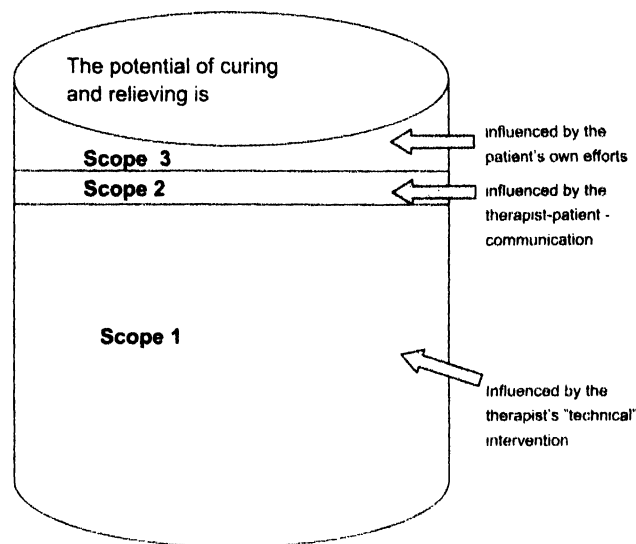 The potential of curing
and relieving is
influenced by the
patient's own efforts
Scope 3
Scope 2
influenced by the
therapist-patient -
communication
Scope 1
Influenced by the
therapist's "technical"
intervention